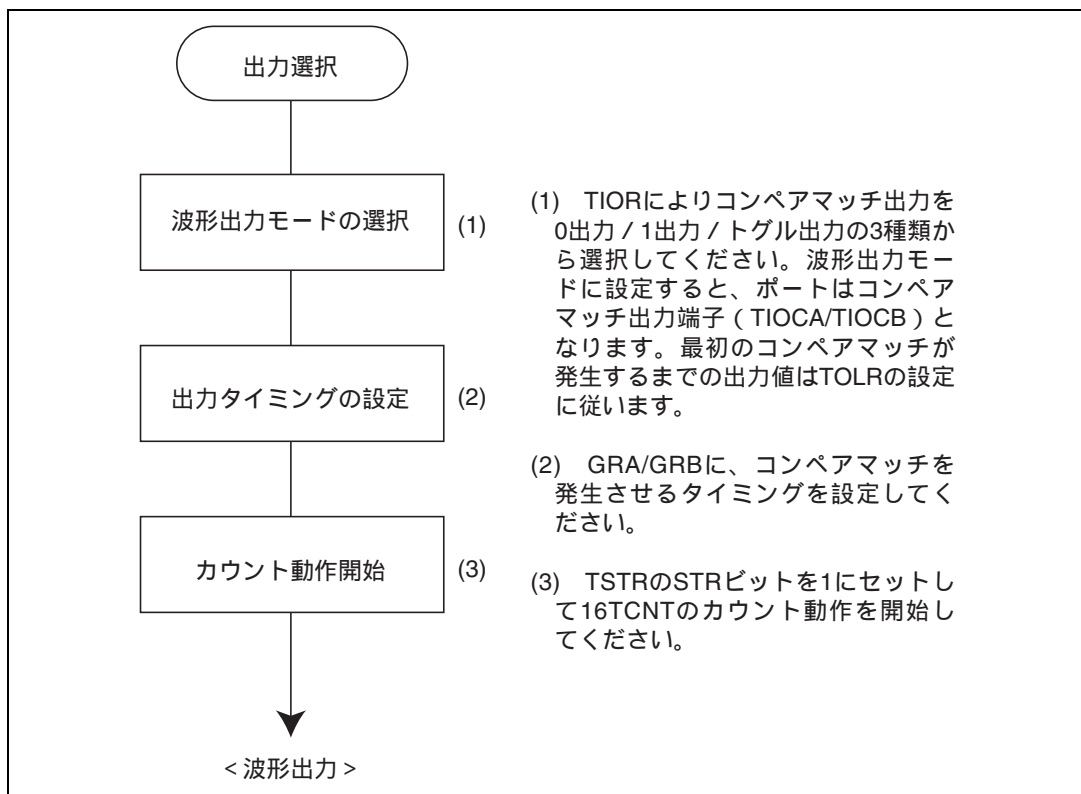 出力選択
波形出力モードの選択
(1)
出力タイミングの設定
(2)
カウント動作開始
(3)
<波形出力>
(1) TIORによりコンペアマッチ出力を
0出力/1出力/トグル出力の3種類か
ら選択してください。波形出力モー
ドに設定すると、ポートはコンペア
マッチ出力端子(TIOCA/TIOCB)と
なります。最初のコンペアマッチが
発生するまでの出力値はTOLRの設定
に従います。
(2) GRA/GRBに、コンペアマッチを
発生させるタイミングを設定してく
ださい。
(3) TSTRのSTRビットを1にセットし
て16TCNTのカウント動作を開始し
てください。